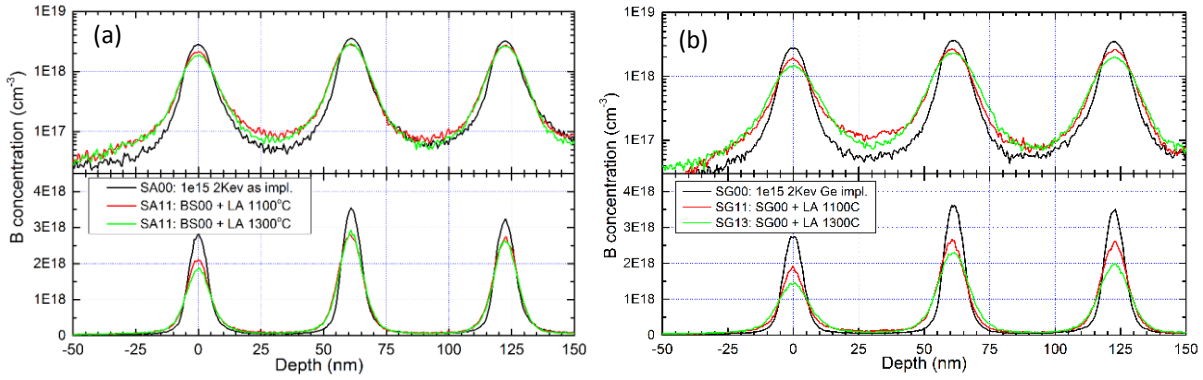 (a)
1E19
1E18
1E17
B concentration (cm⁻³)
SA00: 1e15 2Kev as impl.
SA11: BS00 + LA 1100°C
SA11: BS00 + LA 1300°C
4E18
3E18
2E18
1E18
0
-50 -25 0 25 50 75 100 125 150
Depth (nm)
(b)
1E19
1E18
1E17
B concentration (cm⁻³)
SG00: 1e15 2Kev Ge impl.
SG11: SG00 + LA 1100C
SG13: SG00 + LA 1300C
4E18
3E18
2E18
1E18
0
-50 -25 0 25 50 75 100 125 150
Depth (nm)